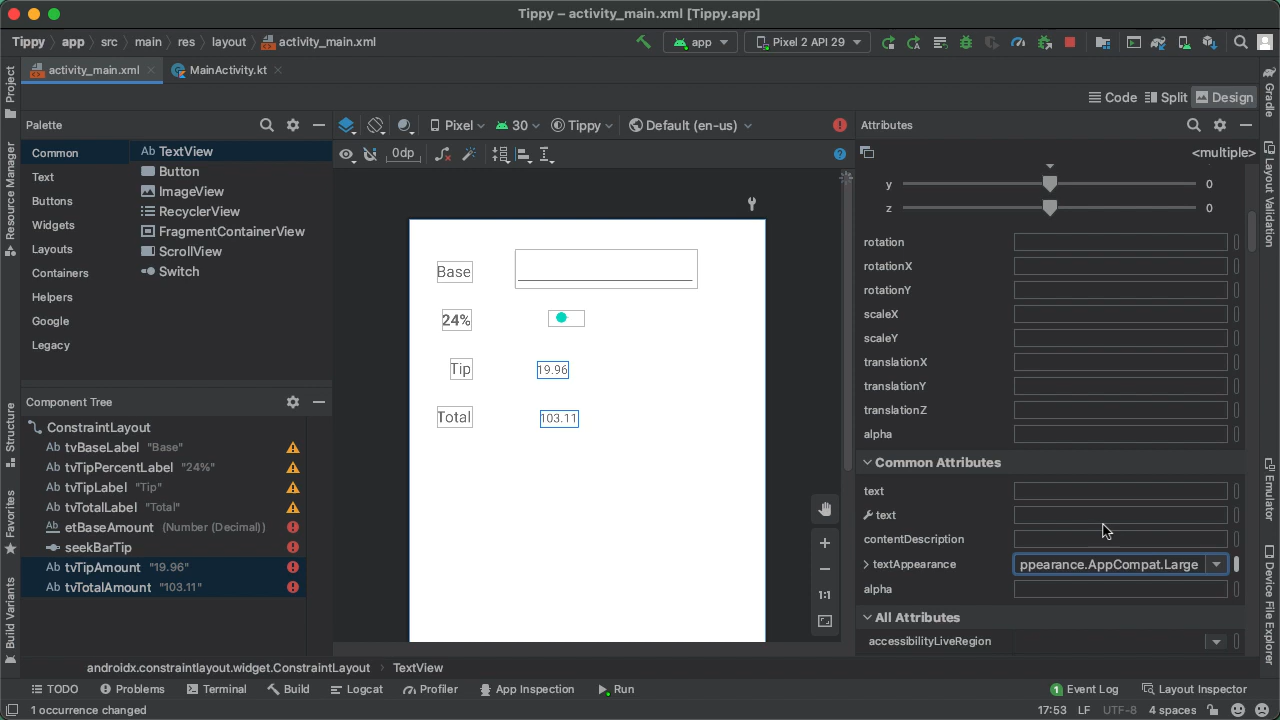 Tippy – activity_main.xml [Tippy.app]
Tippy app src main res layout activity_main.xml app Pixel 2 API 29
activity_main.xml MainActivity.kt
Code Split Design
Palette Pixel 30 Tippy Default (en-us) Attributes
Common
Text
Buttons
Widgets
Layouts
Containers
Helpers
Google
Legacy
Ab TextView
Button
ImageView
RecyclerView
FragmentContainerView
ScrollView
Switch
0dp
<multiple>
Base
24%
Tip 19.96
Total 103.11
1:1
Component Tree
ConstraintLayout
Ab tvBaseLabel "Base"
Ab tvTipPercentLabel "24%"
Ab tvTipLabel "Tip"
Ab tvTotalLabel "Total"
Ab etBaseAmount (Number (Decimal))
seekBarTip
Ab tvTipAmount "19.96"
Ab tvTotalAmount "103.11"
y 0
z 0
rotation
rotationX
rotationY
scaleX
scaleY
translationX
translationY
translationZ
alpha
Common Attributes
text
text
contentDescription
textAppearance ppearance.AppCompat.Large
alpha
All Attributes
accessibilityLiveRegion
Project
Resource Manager
Structure
Favorites
Build Variants
Gradle
Layout Validation
Emulator
Device File Explorer
androidx.constraintlayout.widget.ConstraintLayout TextView
TODO Problems Terminal Build Logcat Profiler App Inspection Run 1 Event Log Layout Inspector
1 occurrence changed 17:53 LF UTF-8 4 spaces